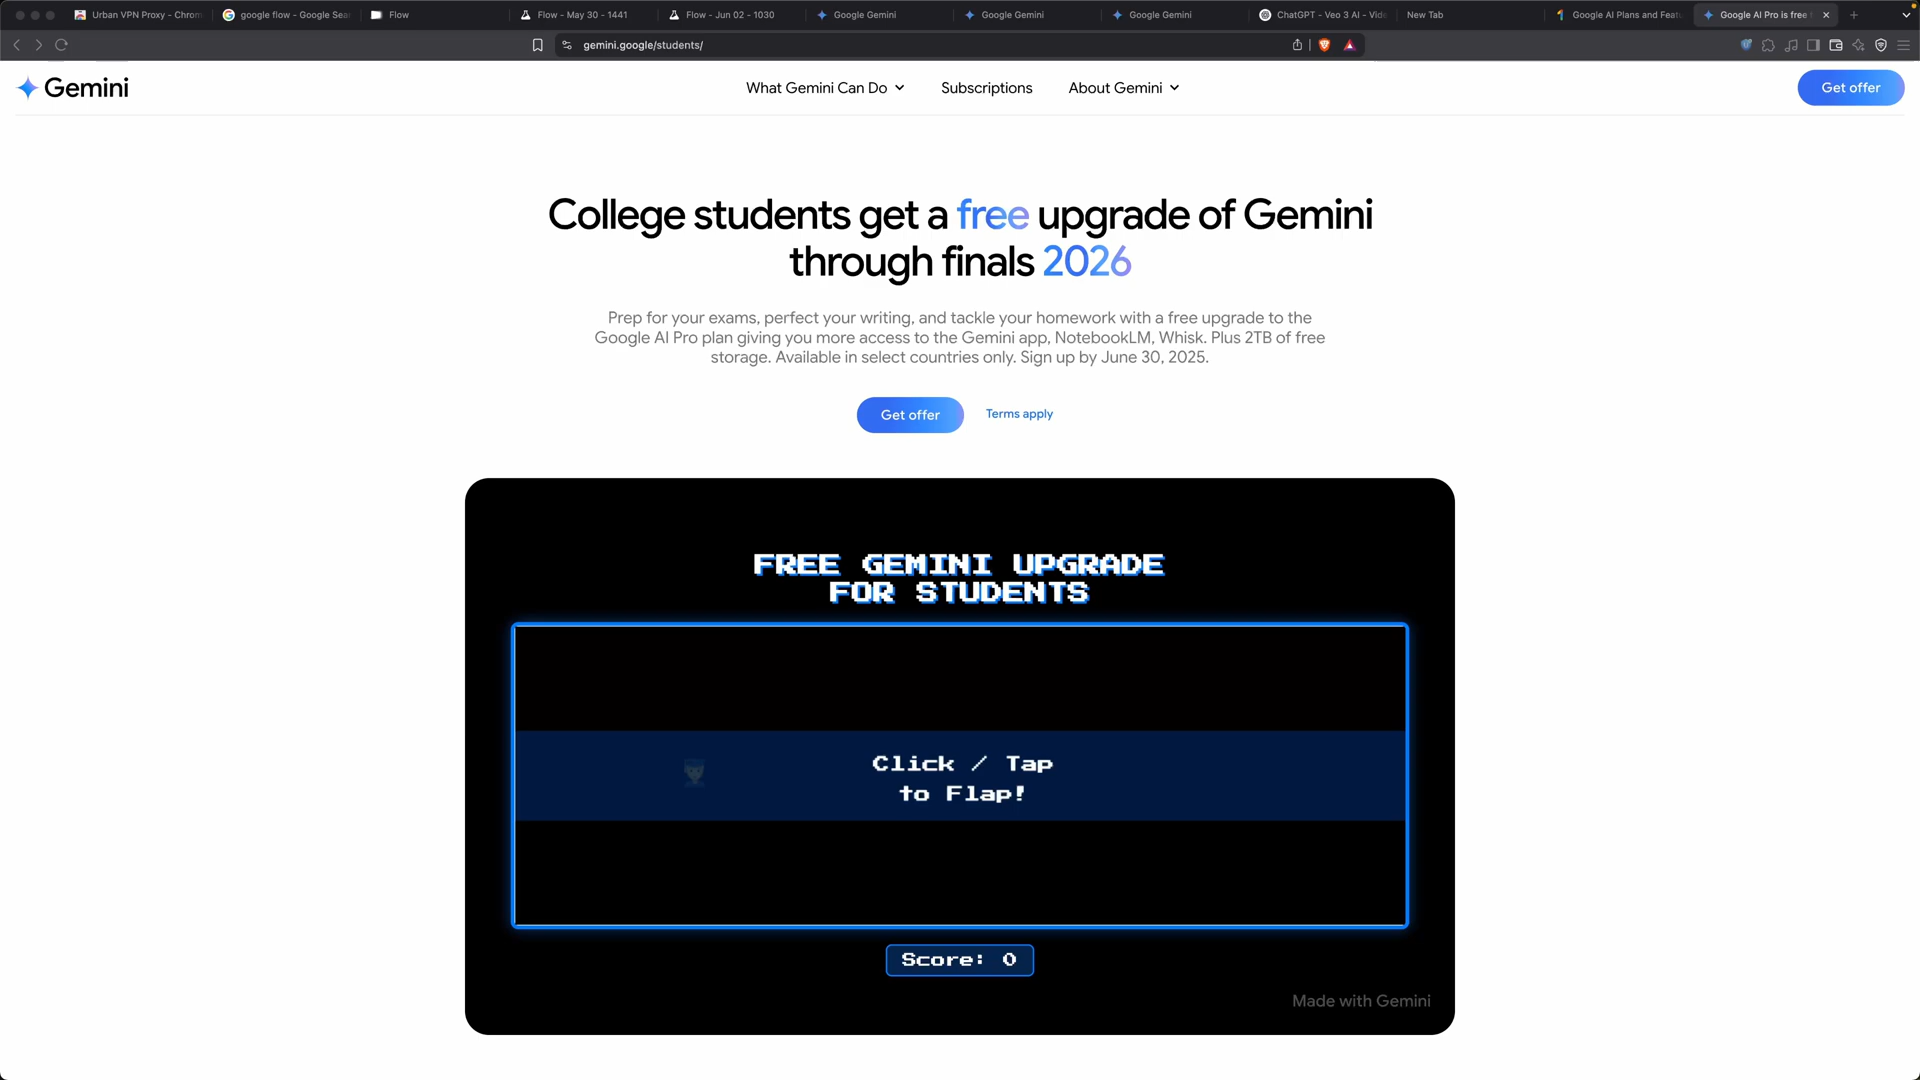 Urban VPN Proxy - Chrom
google flow - Google Sea
Flow
Flow - May 30 - 1441
Flow - Jun 02 - 1030
Google Gemini
Google Gemini
Google Gemini
ChatGPT - Veo 3 AI - Vide
New Tab
Google AI Plans and Featu
Google AI Pro is free
gemini.google/students/
Gemini
What Gemini Can Do
Subscriptions
About Gemini
Get offer
College students get a free upgrade of Gemini
through finals 2026
Prep for your exams, perfect your writing, and tackle your homework with a free upgrade to the
Google AI Pro plan giving you more access to the Gemini app, NotebookLM, Whisk. Plus 2TB of free
storage. Available in select countries only. Sign up by June 30, 2025.
Get offer
Terms apply
FREE GEMINI UPGRADE
FOR STUDENTS
Click / Tap
to Flap!
Score: 0
Made with Gemini